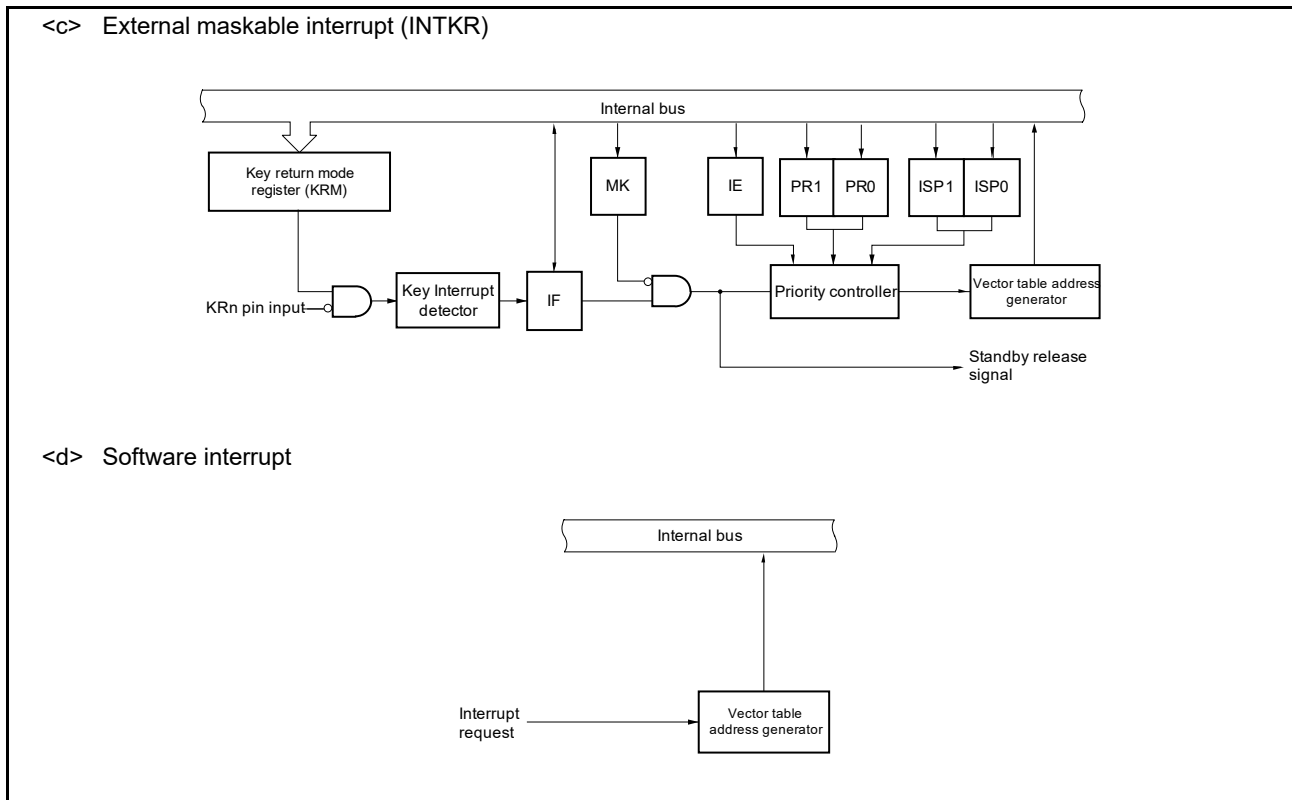 <c> External maskable interrupt (INTKR)
Internal bus
Key return mode
register (KRM)
MK
IE
PR1
PR0
ISP1
ISP0
KRn pin input
Key Interrupt
detector
IF
Priority controller
Vector table address
generator
Standby release
signal
<d> Software interrupt
Internal bus
Interrupt
request
Vector table
address generator